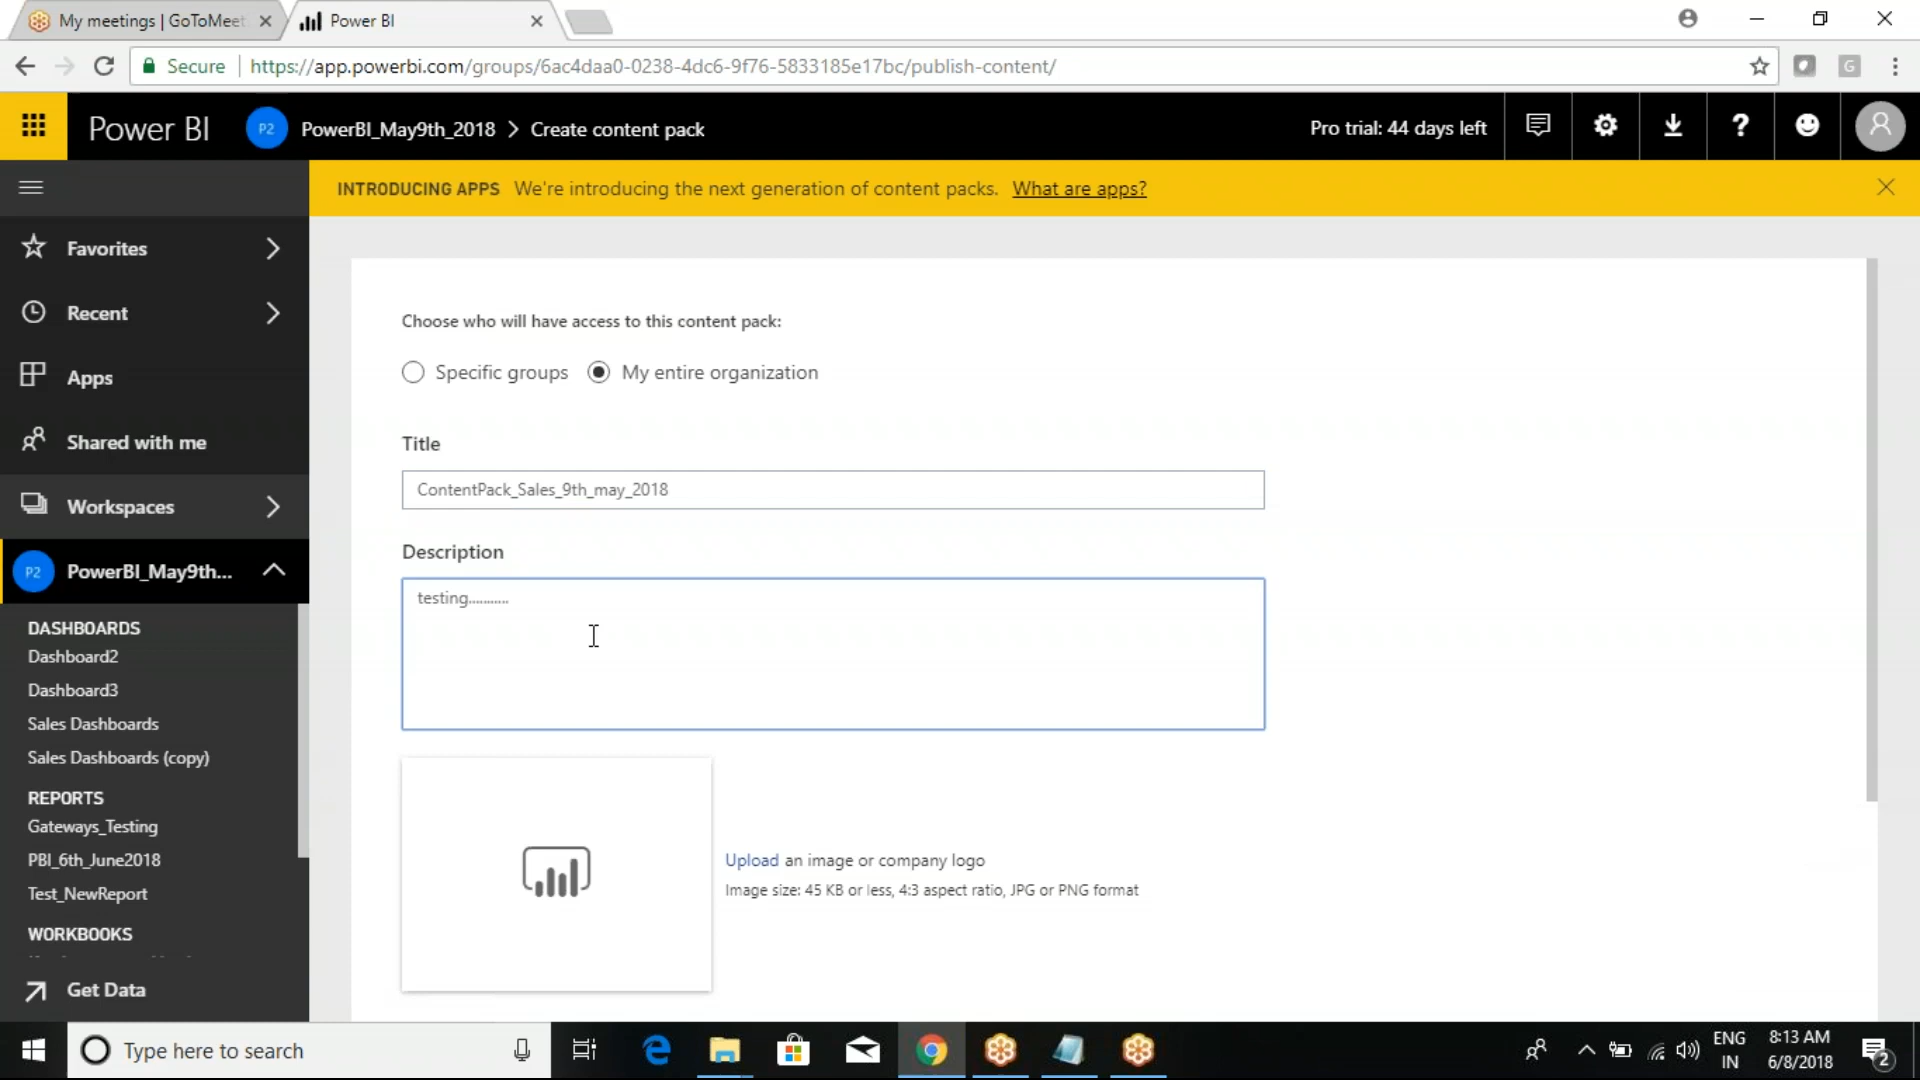 My meetings | GoToMeet
Power BI
Secure
https://app.powerbi.com/groups/6ac4daa0-0238-4dc6-9f76-5833185e17bc/publish-content/
G
Power BI
P2
PowerBI_May9th_2018 > Create content pack
Pro trial: 44 days left
?
INTRODUCING APPS We're introducing the next generation of content packs. What are apps?
Favorites
Recent
Apps
Shared with me
Workspaces
P2 PowerBI_May9th...
DASHBOARDS
Dashboard2
Dashboard3
Sales Dashboards
Sales Dashboards (copy)
REPORTS
Gateways_Testing
PBI_6th_June2018
Test_NewReport
WORKBOOKS
Get Data
Choose who will have access to this content pack:
Specific groups
My entire organization
Title
ContentPack_Sales_9th_may_2018
Description
testing...........
Upload an image or company logo
Image size: 45 KB or less, 4:3 aspect ratio, JPG or PNG format
Type here to search
ENG
IN
8:13 AM
6/8/2018
2